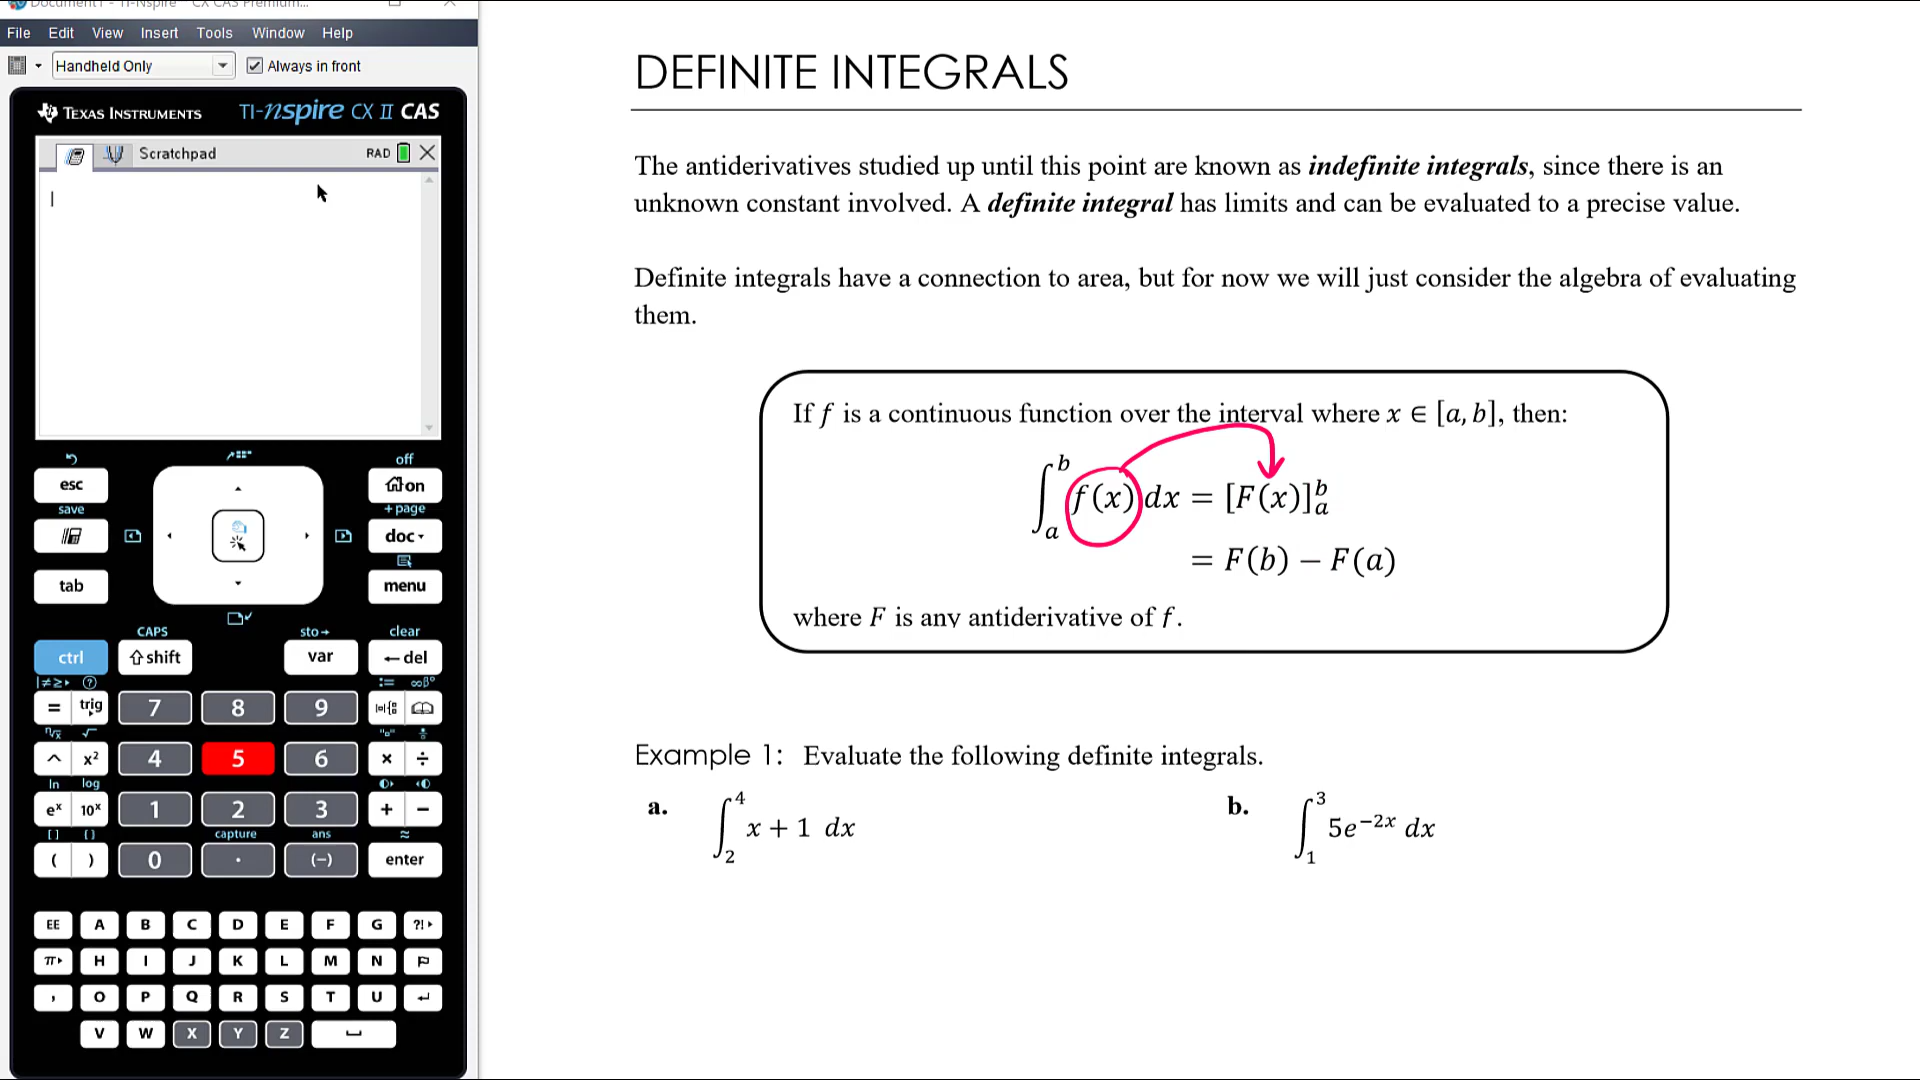 Document1 - TI-Nspire™ CX CAS Premium...
File Edit View Insert Tools Window Help
Handheld Only Always in front
TEXAS INSTRUMENTS TI-nspire CX II CAS
Scratchpad RAD
off
esc on
save + page
doc
tab menu
CAPS sto→ clear
ctrl ⇧shift var ←del
|≠≥▸ ? := ∞β°
= trig 7 8 9
ⁿ√x √ "□"
^ x² 4 5 6 × ÷
ln log
eˣ 10ˣ 1 2 3 + −
[ ] { } capture ans ≈
( ) 0 . (−) enter
EE A B C D E F G ?!▸
π▸ H I J K L M N
, O P Q R S T U ↵
V W X Y Z
DEFINITE INTEGRALS
The antiderivatives studied up until this point are known as indefinite integrals, since there is an
unknown constant involved. A definite integral has limits and can be evaluated to a precise value.
Definite integrals have a connection to area, but for now we will just consider the algebra of evaluating
them.
If f is a continuous function over the interval where x ∈ [a, b], then:
∫ₐᵇ f(x) dx = [F(x)]ₐᵇ
= F(b) − F(a)
where F is any antiderivative of f.
Example 1: Evaluate the following definite integrals.
a. ∫₂⁴ x + 1 dx b. ∫₁³ 5e⁻²ˣ dx